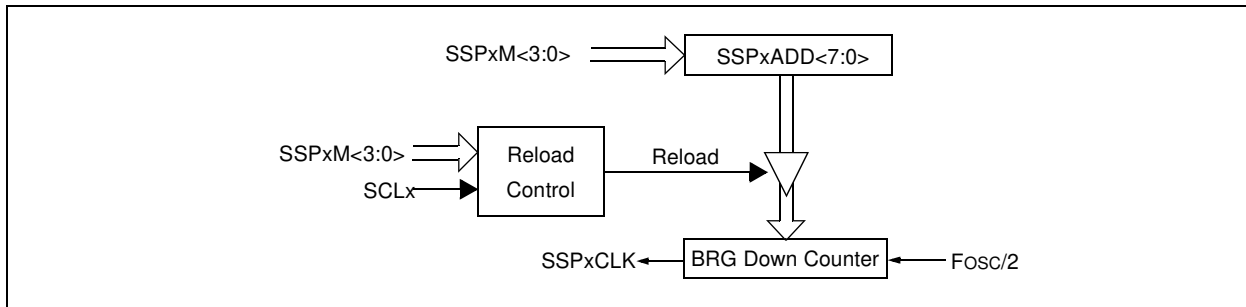 SSPxM<3:0>
SSPxADD<7:0>
SSPxM<3:0>
SCLx
Reload
Control
Reload
SSPxCLK
BRG Down Counter
FOSC/2